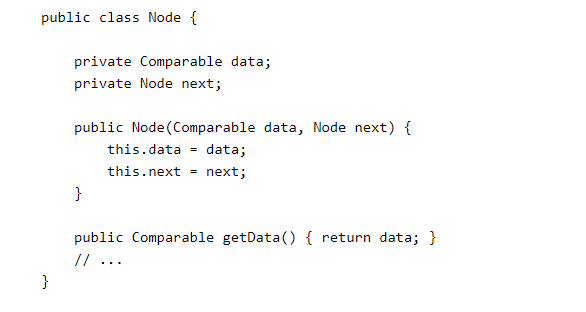 public class Node {
    private Comparable data;
    private Node next;
    public Node(Comparable data, Node next) {
        this.data = data;
        this.next = next;
    }
    public Comparable getData() { return data; }
    // ...
}